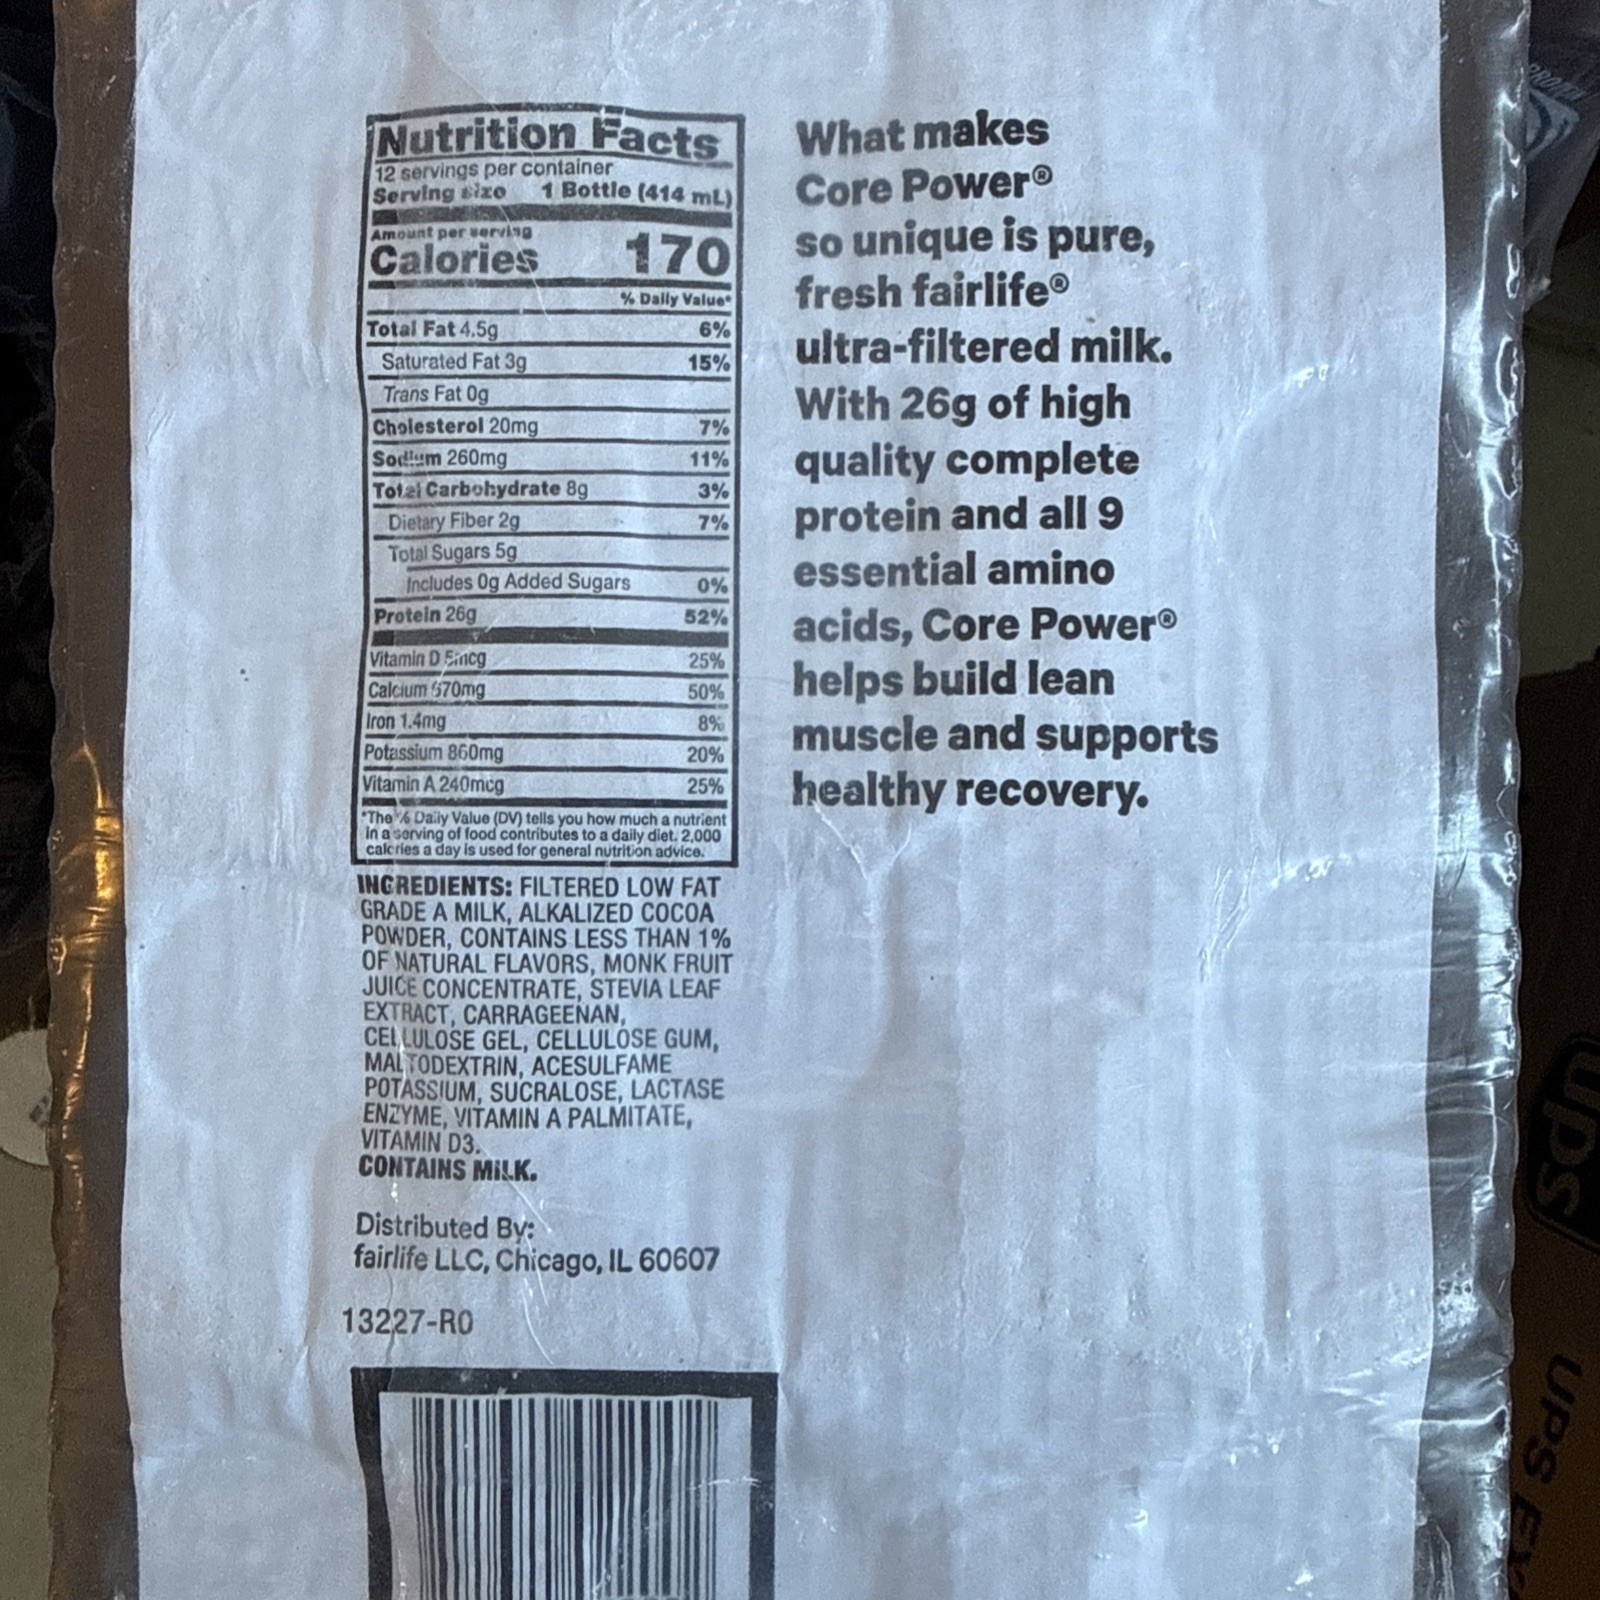 Nutrition Facts
12 servings per container
Serving size 1 Bottle (414 mL)
Amount per serving
Calories 170
% Daily Value*
Total Fat 4.5g 6%
Saturated Fat 3g 15%
Trans Fat 0g
Cholesterol 20mg 7%
Sodium 260mg 11%
Total Carbohydrate 8g 3%
Dietary Fiber 2g 7%
Total Sugars 5g
Includes 0g Added Sugars 0%
Protein 26g 52%
Vitamin D 5mcg 25%
Calcium 670mg 50%
Iron 1.4mg 8%
Potassium 860mg 20%
Vitamin A 240mcg 25%
*The % Daily Value (DV) tells you how much a nutrient
in a serving of food contributes to a daily diet. 2,000
calories a day is used for general nutrition advice.
INGREDIENTS: FILTERED LOW FAT
GRADE A MILK, ALKALIZED COCOA
POWDER, CONTAINS LESS THAN 1%
OF NATURAL FLAVORS, MONK FRUIT
JUICE CONCENTRATE, STEVIA LEAF
EXTRACT, CARRAGEENAN,
CELLULOSE GEL, CELLULOSE GUM,
MALTODEXTRIN, ACESULFAME
POTASSIUM, SUCRALOSE, LACTASE
ENZYME, VITAMIN A PALMITATE,
VITAMIN D3.
CONTAINS MILK.
Distributed By:
fairlife LLC, Chicago, IL 60607
13227-R0
What makes
Core Power®
so unique is pure,
fresh fairlife®
ultra-filtered milk.
With 26g of high
quality complete
protein and all 9
essential amino
acids, Core Power®
helps build lean
muscle and supports
healthy recovery.
ups
UPS